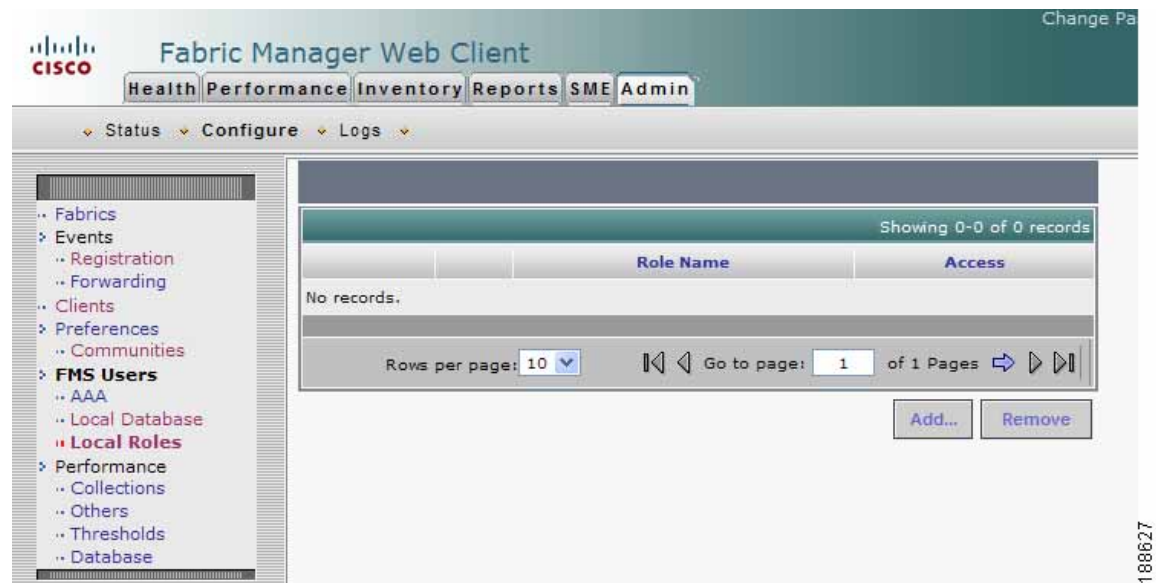 Change Pa
CISCO
Fabric Manager Web Client
Health Performance Inventory Reports SME Admin
Status Configure Logs
Fabrics
Events
Registration
Forwarding
Clients
Preferences
Communities
FMS Users
AAA
Local Database
Local Roles
Performance
Collections
Others
Thresholds
Database
Showing 0-0 of 0 records
Role Name Access
No records.
Rows per page: 10 Go to page: 1 of 1 Pages
Add... Remove
188627